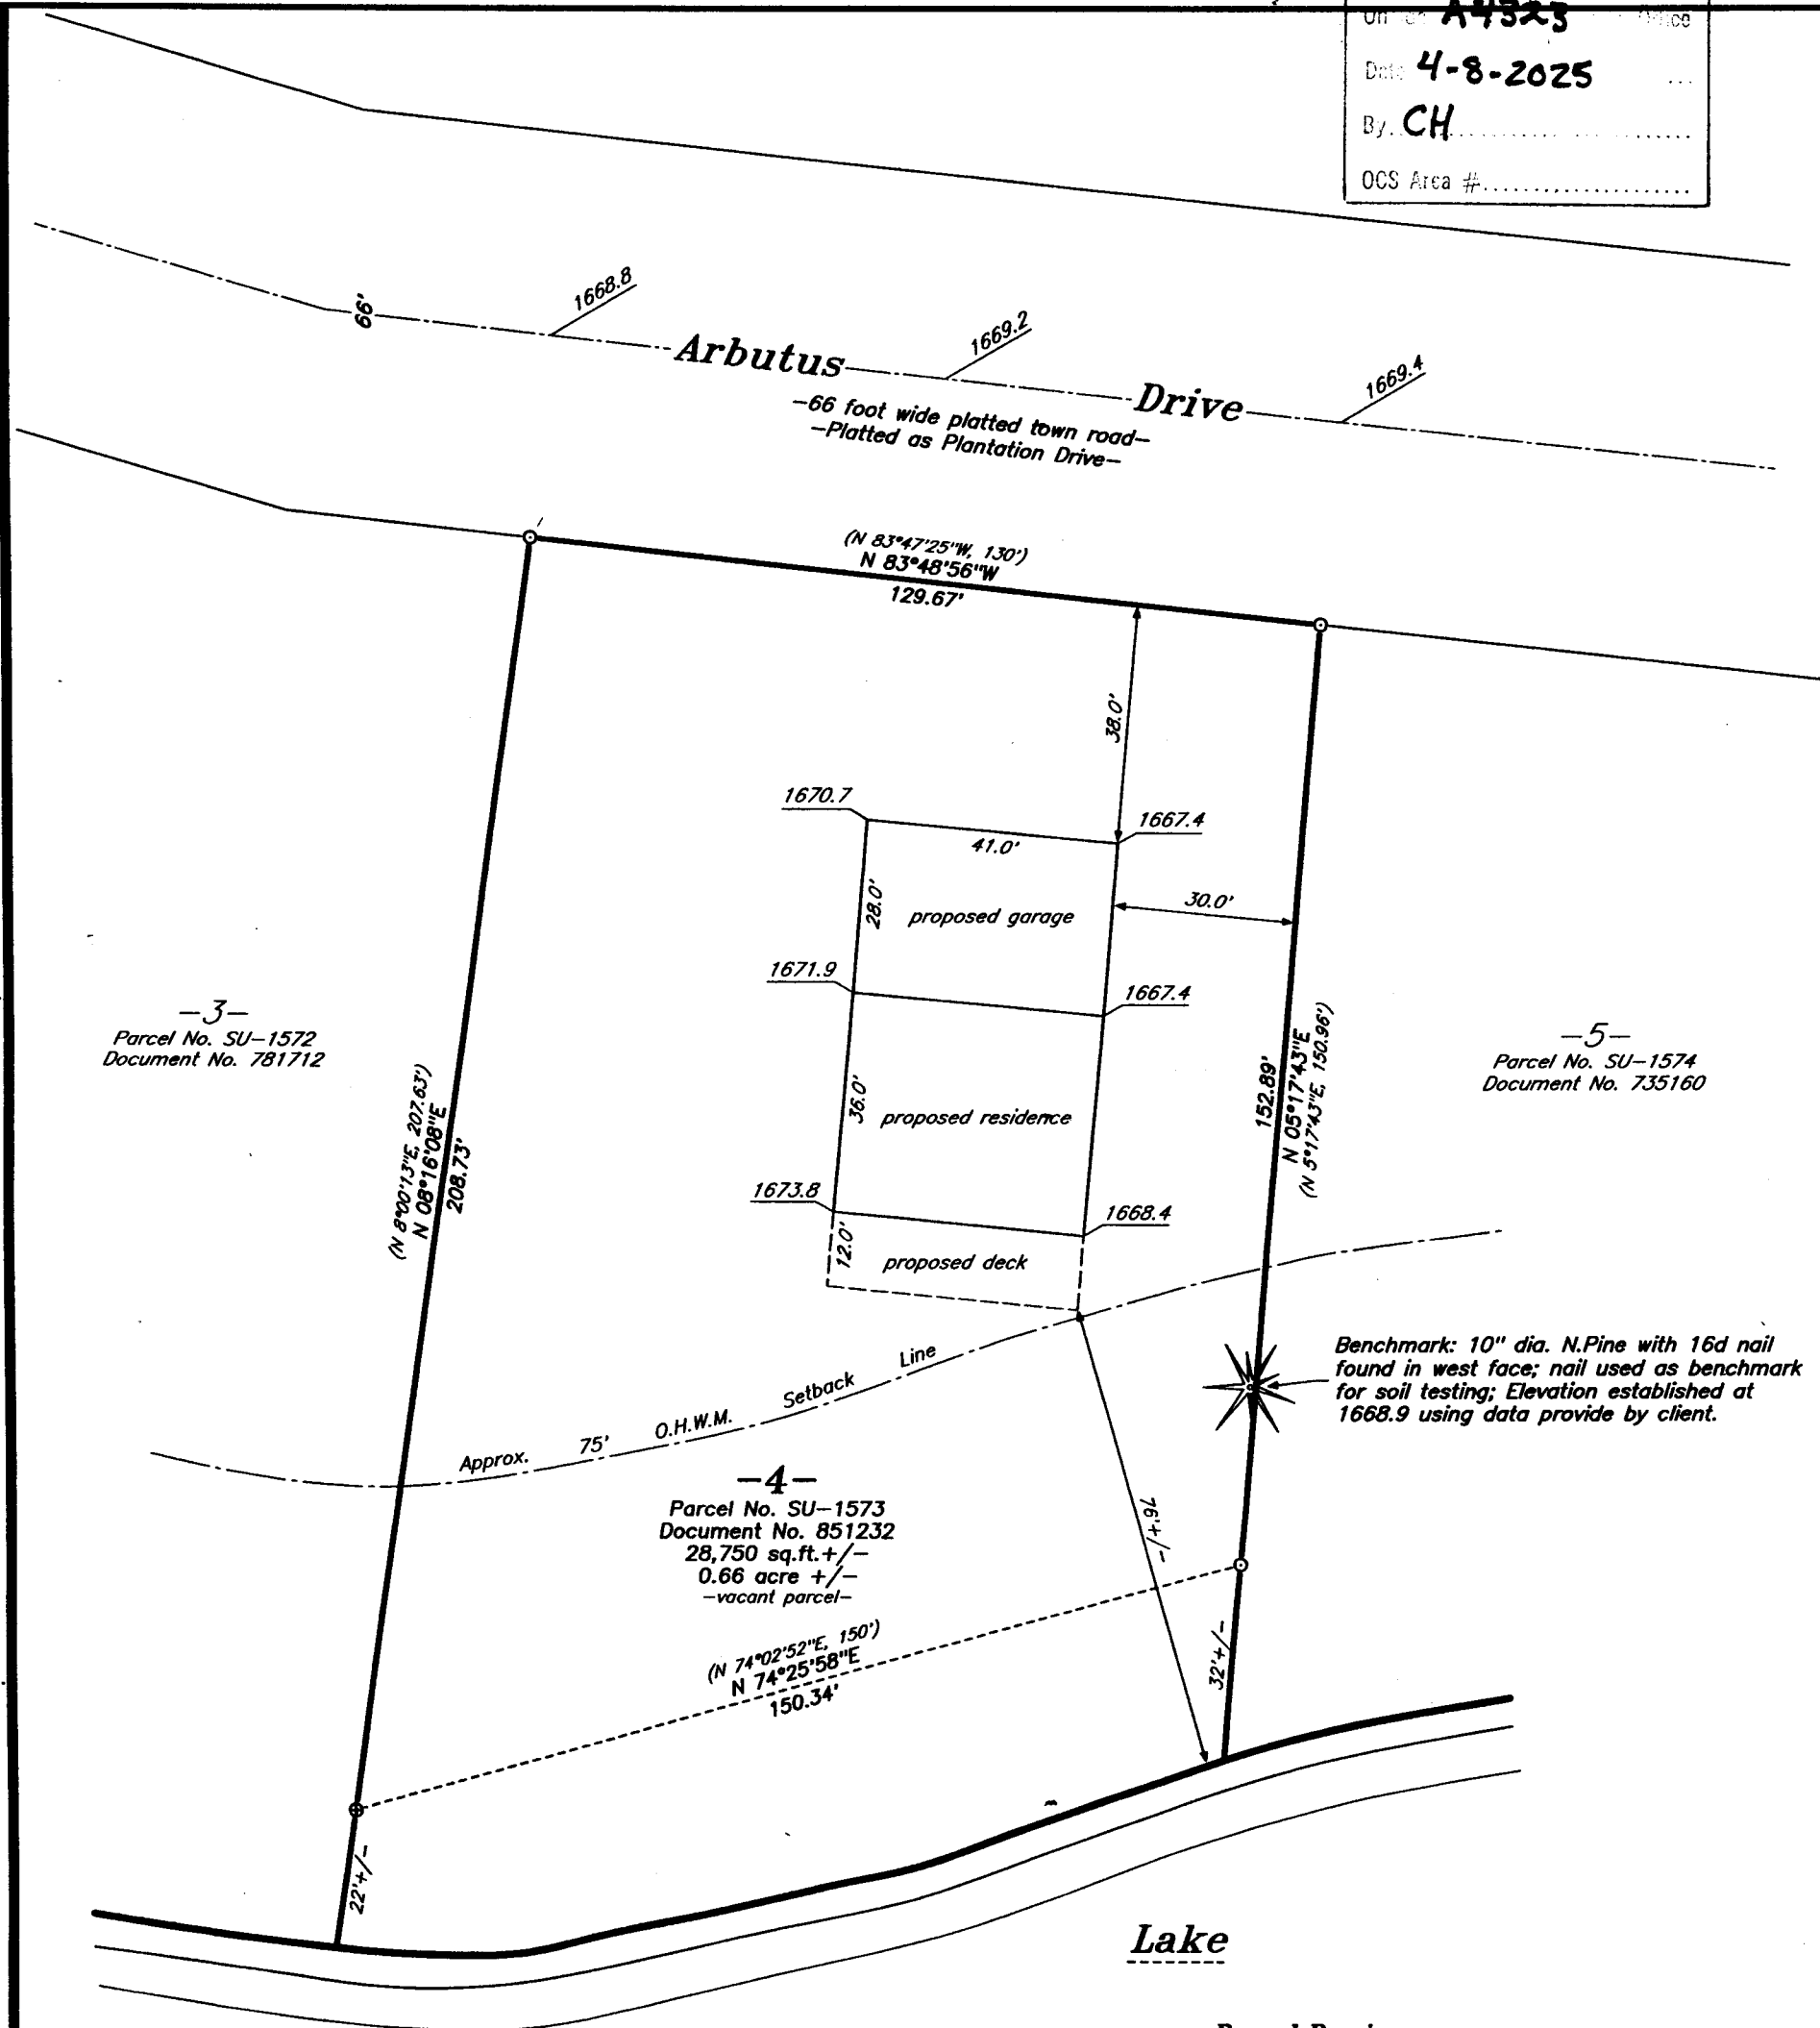 A4323
Date 4-8-2025
By. CH
OCS Area #
66'
1668.8
1669.2
1669.4
Arbutus Drive
-66 foot wide platted town road-
-Platted as Plantation Drive-
(N 83°47'25"W, 130')
N 83°48'56"W
129.67'
38.0'
1670.7
1667.4
41.0'
28.0'
proposed garage
30.0'
1671.9
1667.4
-3-
Parcel No. SU-1572
Document No. 781712
-5-
Parcel No. SU-1574
Document No. 735160
(N 8°00'13"E, 207.63')
N 08°16'08"E
208.73'
36.0'
proposed residence
152.89'
N 05°17'43"E
(N 5°17'43"E, 150.96')
1673.8
1668.4
12.0'
proposed deck
Benchmark: 10" dia. N.Pine with 16d nail
found in west face; nail used as benchmark
for soil testing; Elevation established at
1668.9 using data provide by client.
Approx. 75' O.H.W.M. Setback Line
-4-
Parcel No. SU-1573
Document No. 851232
28,750 sq.ft.+/-
0.66 acre +/-
-vacant parcel-
76'+/-
(N 74°02'52"E, 150')
N 74°25'58"E
150.34'
32'+/-
22'+/-
Lake